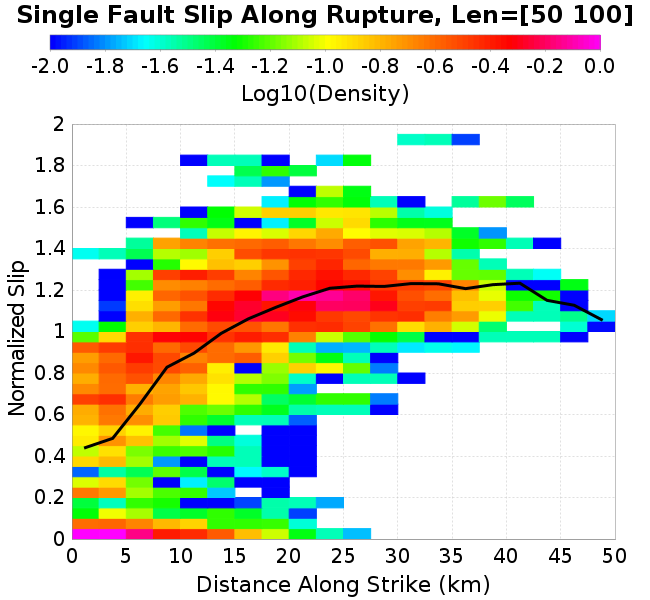 Single Fault Slip Along Rupture, Len=[50 100]
-2.0 -1.8 -1.6 -1.4 -1.2 -1.0 -0.8 -0.6 -0.4 -0.2 0.0
Log10(Density)
2
1.8
1.6
1.4
1.2
1
0.8
0.6
0.4
0.2
0
Normalized Slip
0 5 10 15 20 25 30 35 40 45 50
Distance Along Strike (km)